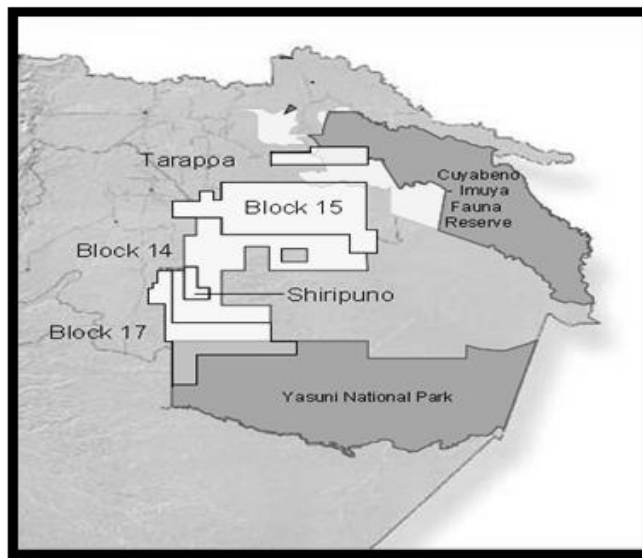 Tarapoa
Cuyabeno
- Imuya
Fauna
Reserve
Block 15
Block 14
Shiripuno
Block 17
Yasuni National Park